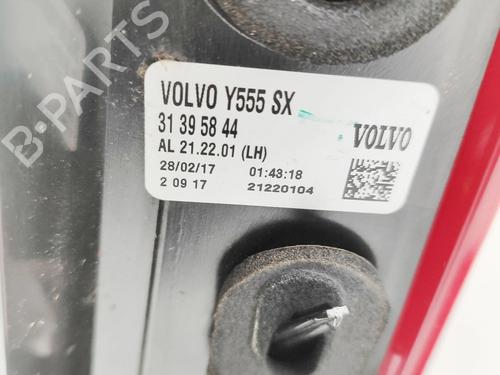 B-PARTS
VOLVO Y555 SX
31 39 58 44
VOLVO
AL 21.22.01 (LH)
28/02/17 01:43:18
2 09 17 21220104